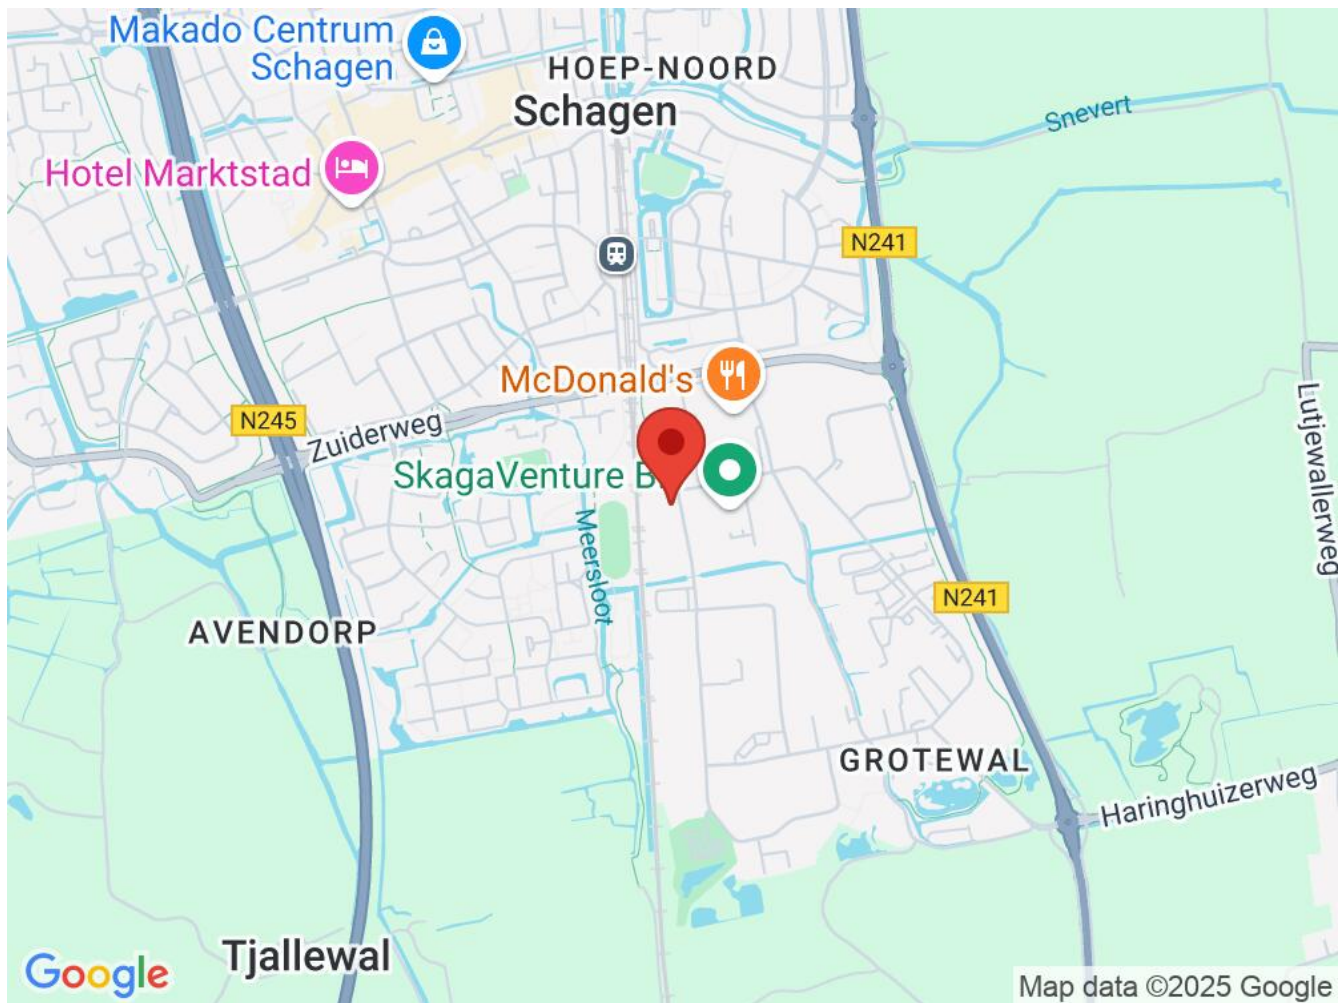 Makado Centrum
Schagen
HOEP-NOORD
Schagen
Snevert
Hotel Marktstad
N241
McDonald's
N245
Zuiderweg
Lutjewallerweg
SkagaVenture B
Meersloot
N241
AVENDORP
GROTEWAL
Haringhuizerweg
Tjallewal
Google
Map data ©2025 Google